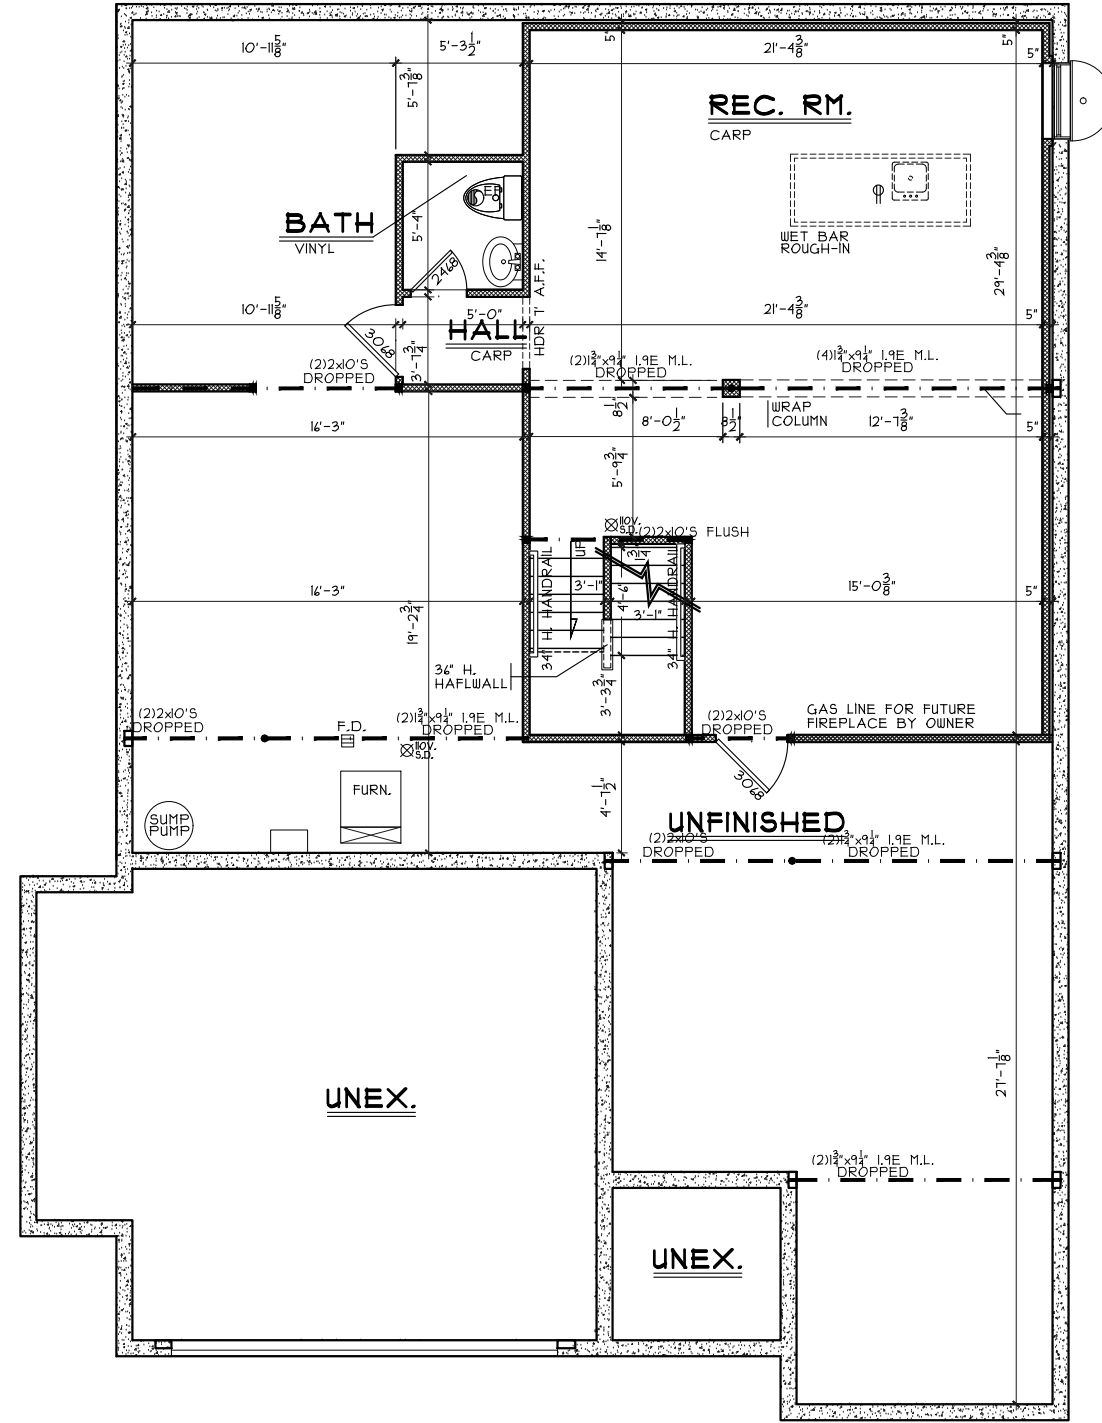 10'-11 5/8"
5'-3 1/2"
5"
21'-4 3/8"
5"
5"
5'-7 3/8"
REC. RM.
CARP
BATH
VINYL
5'-4"
14'-7 1/8"
WET BAR
ROUGH-IN
29'-4 3/8"
2468
HDR 7' A.F.F.
10'-11 5/8"
5'-0"
21'-4 3/8"
5"
HALL
CARP
3068
3'-7 1/4"
(2)2x10'S
DROPPED
(2)1 3/4"x9 1/4" 1.9E M.L.
DROPPED
(4)1 3/4"x9 1/4" 1.9E M.L.
DROPPED
8 1/2"
WRAP
COLUMN
16'-3"
8'-0 1/2"
8 1/2"
12'-7 3/8"
5"
5'-9 3/4"
110V.
S.D.
(2)2x10'S FLUSH
UP
34" H. HANDRAIL
3'-1"
4'-6"
3'-1"
34" H. HANDRAIL
16'-3"
15'-0 3/8"
5"
19'-2 3/4"
36" H.
HAFLWALL
3'-3 3/4"
(2)2x10'S
DROPPED
F.D.
(2)1 3/4"x9 1/4" 1.9E M.L.
DROPPED
110V.
S.D.
(2)2x10'S
DROPPED
GAS LINE FOR FUTURE
FIREPLACE BY OWNER
3068
FURN.
4'-7 1/2"
SUMP
PUMP
UNFINISHED
(2)2x10'S
DROPPED
(2)1 3/4"x9 1/4" 1.9E M.L.
DROPPED
27'-7 1/8"
UNEX.
(2)1 3/4"x9 1/4" 1.9E M.L.
DROPPED
UNEX.